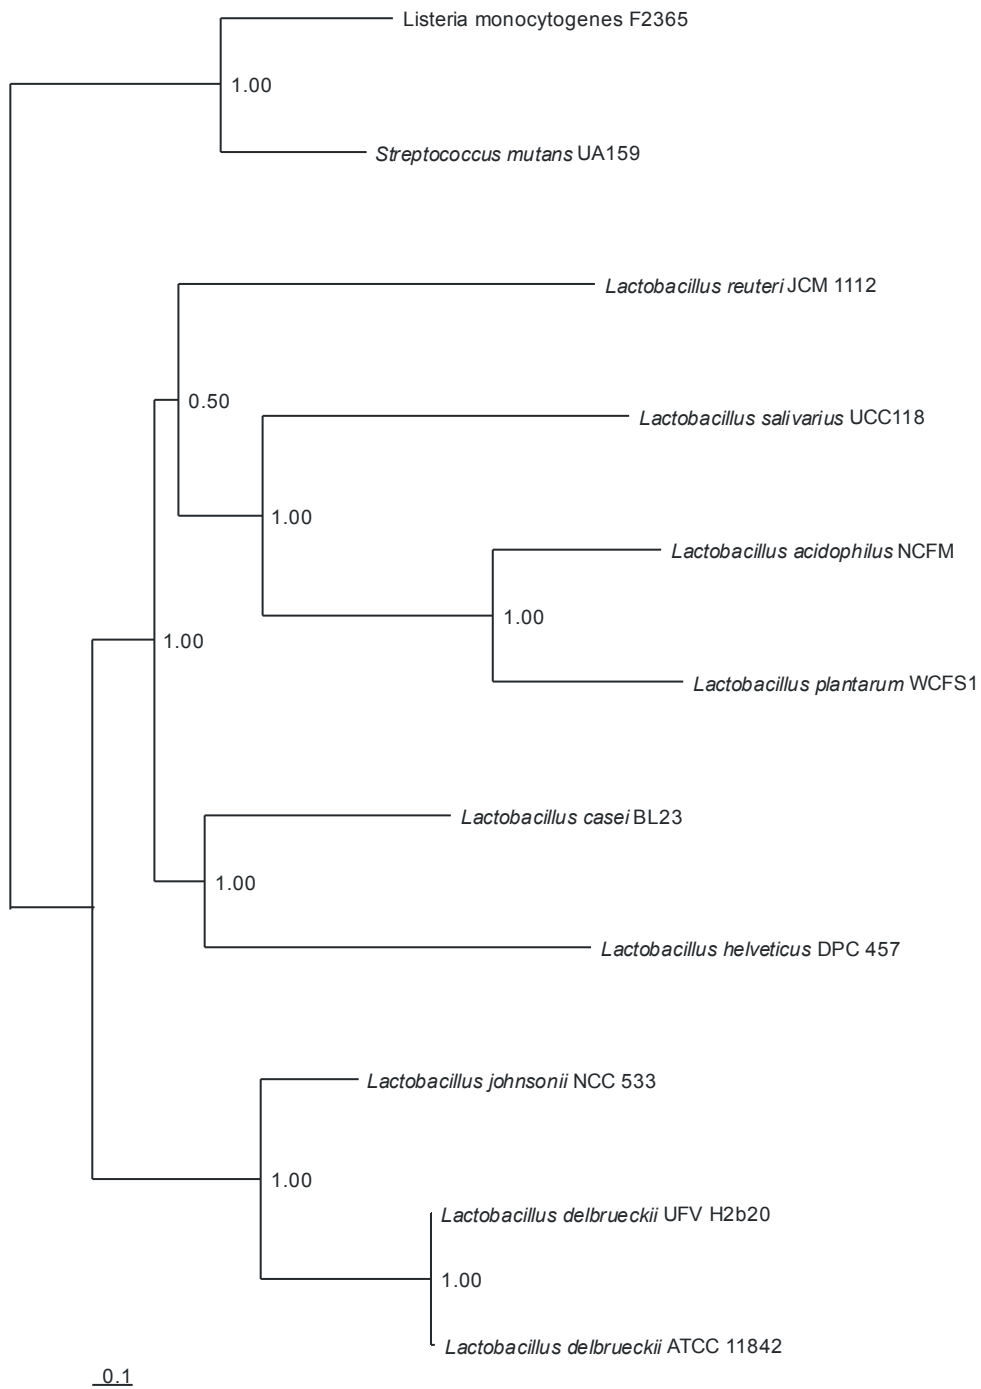 Listeria monocytogenes F2365
1.00
Streptococcus mutans UA159
Lactobacillus reuteri JCM 1112
0.50
Lactobacillus salivarius UCC118
1.00
Lactobacillus acidophilus NCFM
1.00
1.00
Lactobacillus plantarum WCFS1
Lactobacillus casei BL23
1.00
Lactobacillus helveticus DPC 457
Lactobacillus johnsonii NCC 533
1.00
Lactobacillus delbrueckii UFV H2b20
1.00
Lactobacillus delbrueckii ATCC 11842
0.1